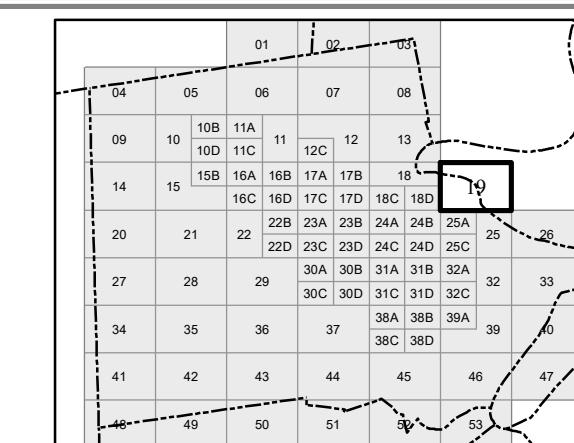 01 02 03
04 05 06 07 08
10B 11A
09 10 11 12 13
10D 11C 12C
15B 16A 16B 17A 17B 18
14 15 19
16C 16D 17C 17D 18C 18D
22B 23A 23B 24A 24B 25A
20 21 22 25 26
22D 23C 23D 24C 24D 25C
30A 30B 31A 31B 32A
27 28 29 32 33
30C 30D 31C 31D 32C
38A 38B 39A
34 35 36 37 39 40
38C 38D
41 42 43 44 45 46 47
48 49 50 51 52 53